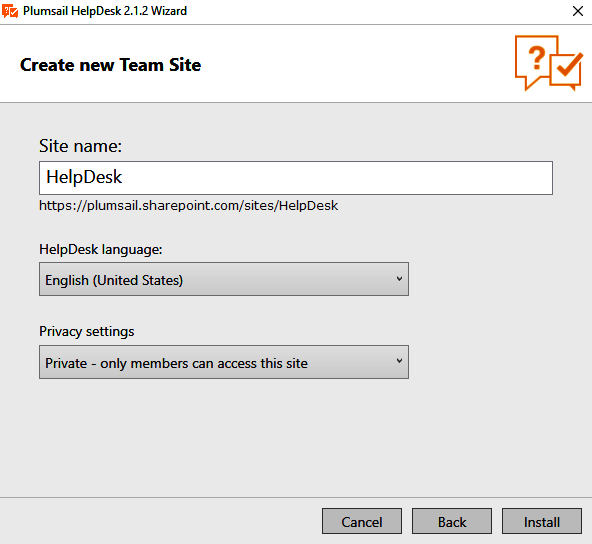 Plumsail HelpDesk 2.1.2 Wizard
Create new Team Site
?
Site name:
HelpDesk
https://plumsail.sharepoint.com/sites/HelpDesk
HelpDesk language:
English (United States)
Privacy settings
Private - only members can access this site
Cancel Back Install